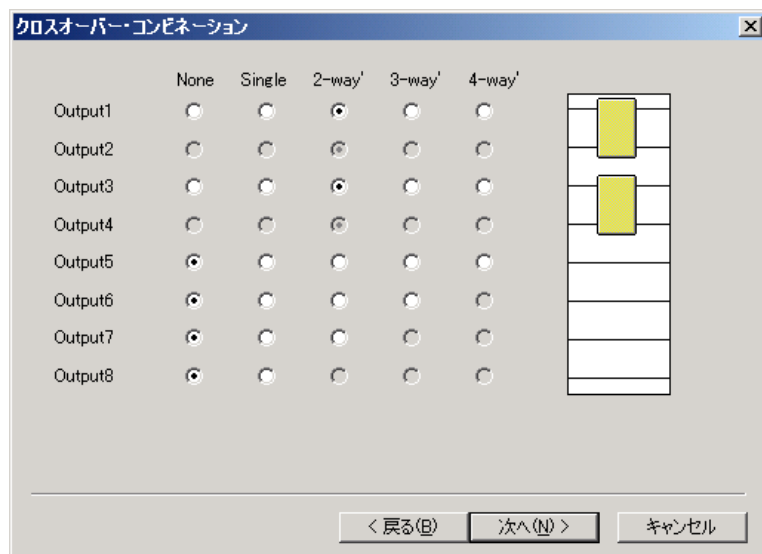 クロスオーバー・コンビネーション
None Single 2-way' 3-way' 4-way'
Output1
Output2
Output3
Output4
Output5
Output6
Output7
Output8
< 戻る(B) 次へ(N) > キャンセル